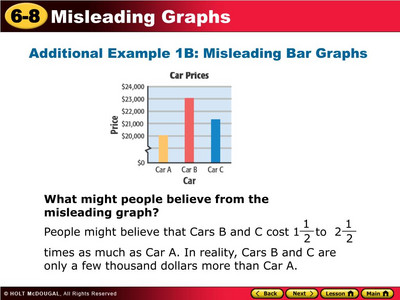 6-8 Misleading Graphs
Additional Example 1B: Misleading Bar Graphs
Car Prices
Price
$24,000
$23,000
$22,000
$21,000
$20,000
$0
Car A Car B Car C
Car
What might people believe from the
misleading graph?
People might believe that Cars B and C cost 1 1/2 to 2 1/2
times as much as Car A. In reality, Cars B and C are
only a few thousand dollars more than Car A.
© HOLT McDOUGAL, All Rights Reserved
Back Next Lesson Main